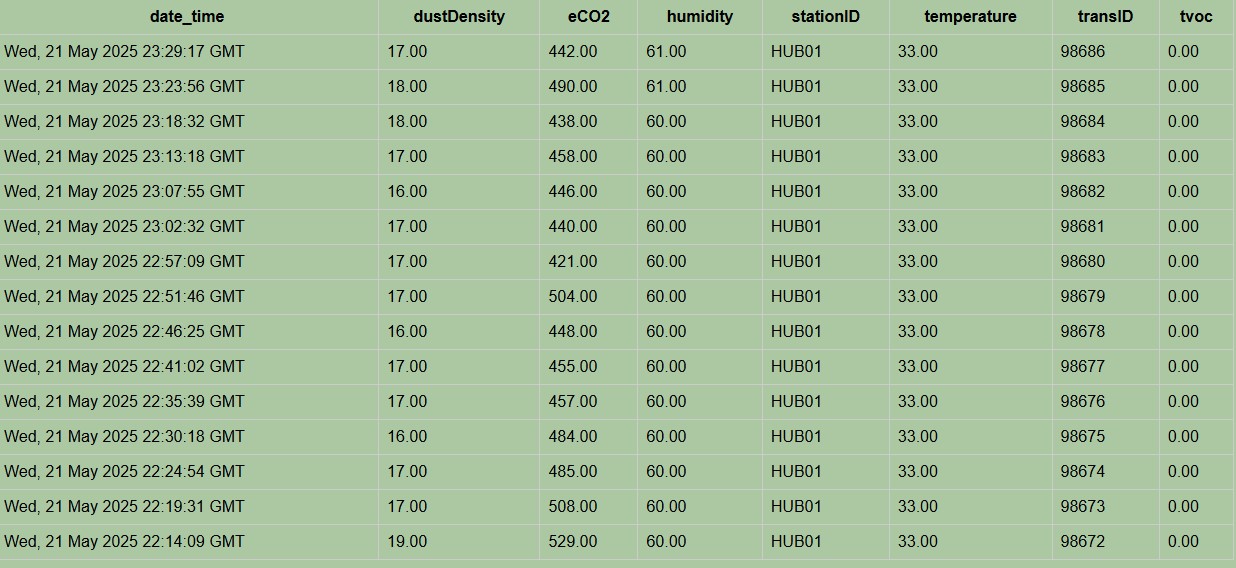 date_time dustDensity eCO2 humidity stationID temperature transID tvoc
Wed, 21 May 2025 23:29:17 GMT 17.00 442.00 61.00 HUB01 33.00 98686 0.00
Wed, 21 May 2025 23:23:56 GMT 18.00 490.00 61.00 HUB01 33.00 98685 0.00
Wed, 21 May 2025 23:18:32 GMT 18.00 438.00 60.00 HUB01 33.00 98684 0.00
Wed, 21 May 2025 23:13:18 GMT 17.00 458.00 60.00 HUB01 33.00 98683 0.00
Wed, 21 May 2025 23:07:55 GMT 16.00 446.00 60.00 HUB01 33.00 98682 0.00
Wed, 21 May 2025 23:02:32 GMT 17.00 440.00 60.00 HUB01 33.00 98681 0.00
Wed, 21 May 2025 22:57:09 GMT 17.00 421.00 60.00 HUB01 33.00 98680 0.00
Wed, 21 May 2025 22:51:46 GMT 17.00 504.00 60.00 HUB01 33.00 98679 0.00
Wed, 21 May 2025 22:46:25 GMT 16.00 448.00 60.00 HUB01 33.00 98678 0.00
Wed, 21 May 2025 22:41:02 GMT 17.00 455.00 60.00 HUB01 33.00 98677 0.00
Wed, 21 May 2025 22:35:39 GMT 17.00 457.00 60.00 HUB01 33.00 98676 0.00
Wed, 21 May 2025 22:30:18 GMT 16.00 484.00 60.00 HUB01 33.00 98675 0.00
Wed, 21 May 2025 22:24:54 GMT 17.00 485.00 60.00 HUB01 33.00 98674 0.00
Wed, 21 May 2025 22:19:31 GMT 17.00 508.00 60.00 HUB01 33.00 98673 0.00
Wed, 21 May 2025 22:14:09 GMT 19.00 529.00 60.00 HUB01 33.00 98672 0.00